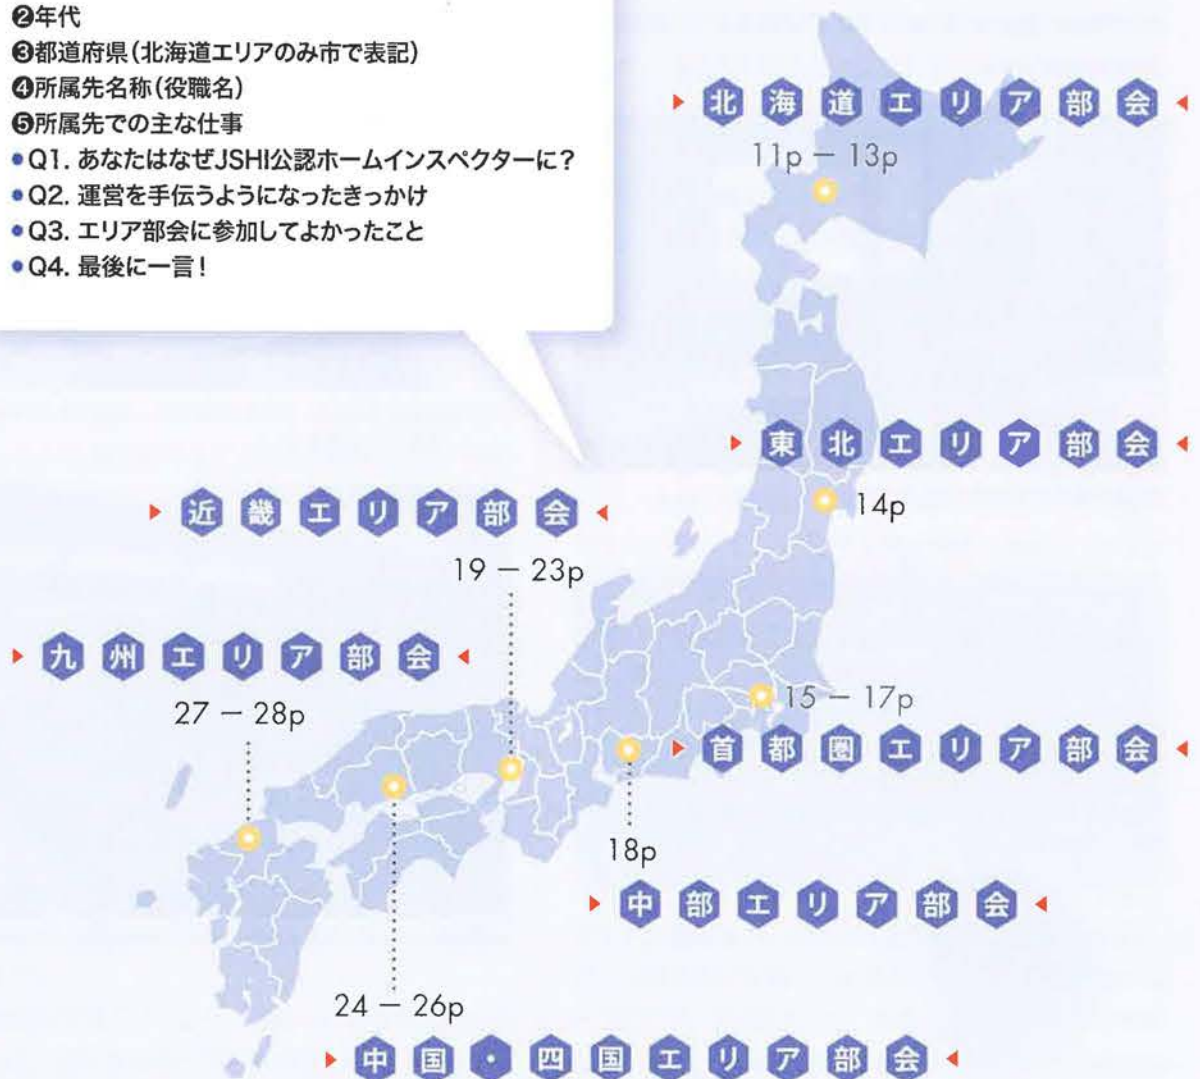 ❷年代
❸都道府県(北海道エリアのみ市で表記)
❹所属先名称(役職名)
❺所属先での主な仕事
•Q1. あなたはなぜJSHI公認ホームインスペクターに?
•Q2. 運営を手伝うようになったきっかけ
•Q3. エリア部会に参加してよかったこと
•Q4. 最後に一言!
北海道エリア部会
11p − 13p
東北エリア部会
14p
近畿エリア部会
19 − 23p
九州エリア部会
27 − 28p
15 − 17p
首都圏エリア部会
18p
中部エリア部会
24 − 26p
中国・四国エリア部会